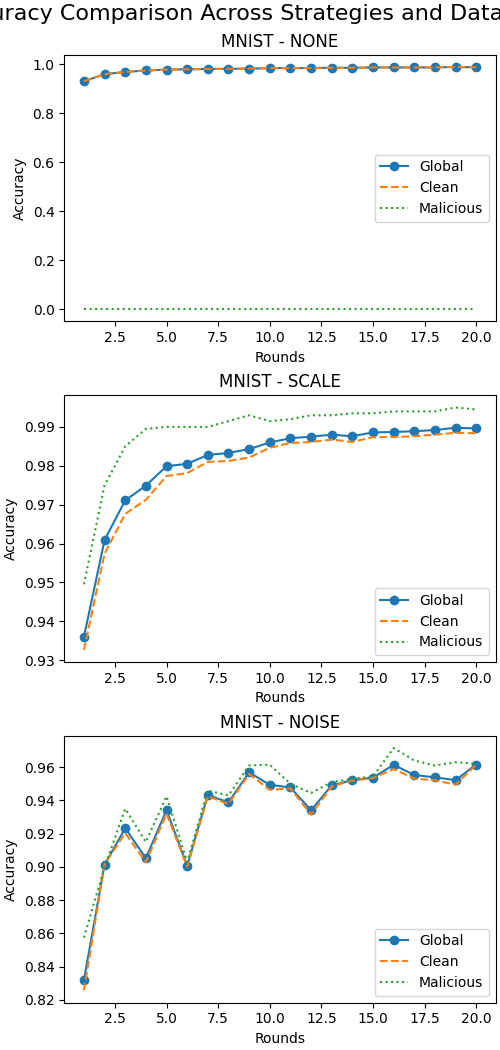 uracy Comparison Across Strategies and Data
MNIST - NONE
1.0
0.8
0.6
0.4
0.2
0.0
Accuracy
Global
Clean
Malicious
2.5 5.0 7.5 10.0 12.5 15.0 17.5 20.0
Rounds
MNIST - SCALE
0.99
0.98
0.97
0.96
0.95
0.94
0.93
Accuracy
Global
Clean
Malicious
2.5 5.0 7.5 10.0 12.5 15.0 17.5 20.0
Rounds
MNIST - NOISE
0.96
0.94
0.92
0.90
0.88
0.86
0.84
0.82
Accuracy
Global
Clean
Malicious
2.5 5.0 7.5 10.0 12.5 15.0 17.5 20.0
Rounds